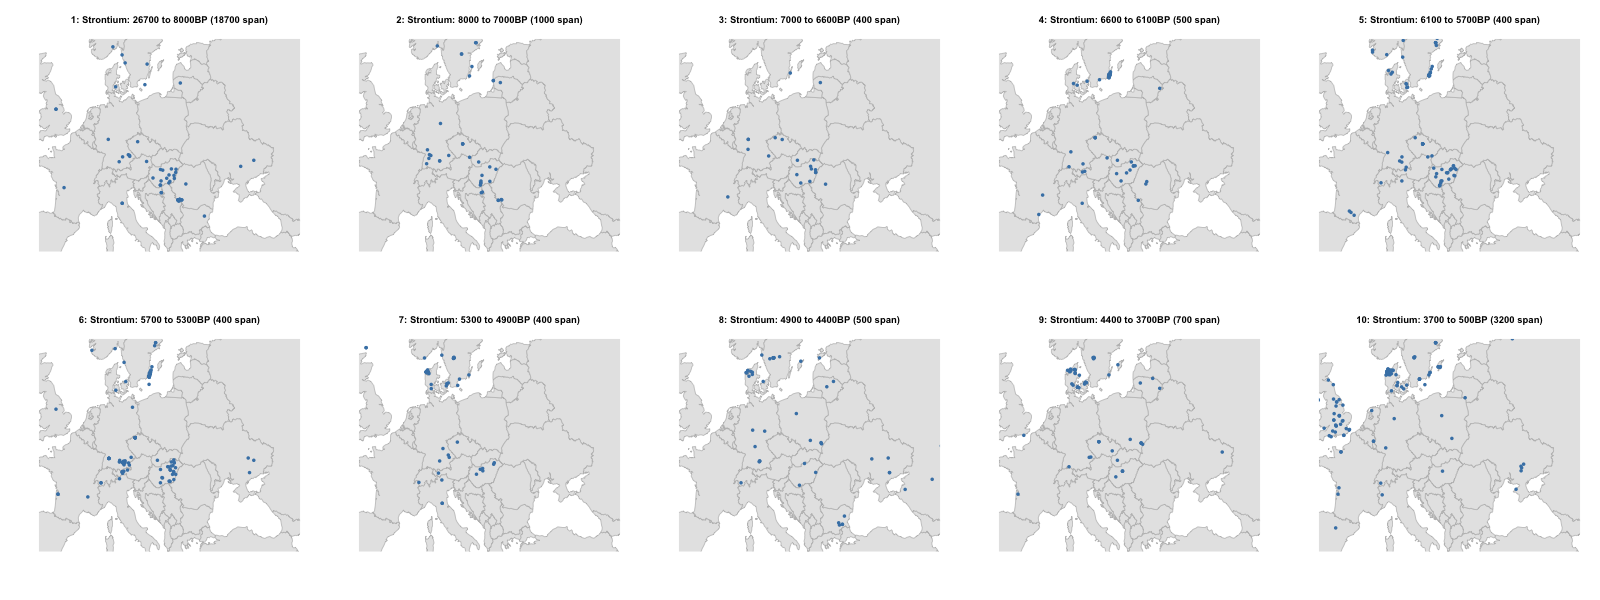 1: Strontium: 26700 to 8000BP (18700 span)
2: Strontium: 8000 to 7000BP (1000 span)
3: Strontium: 7000 to 6600BP (400 span)
4: Strontium: 6600 to 6100BP (500 span)
5: Strontium: 6100 to 5700BP (400 span)
6: Strontium: 5700 to 5300BP (400 span)
7: Strontium: 5300 to 4900BP (400 span)
8: Strontium: 4900 to 4400BP (500 span)
9: Strontium: 4400 to 3700BP (700 span)
10: Strontium: 3700 to 500BP (3200 span)